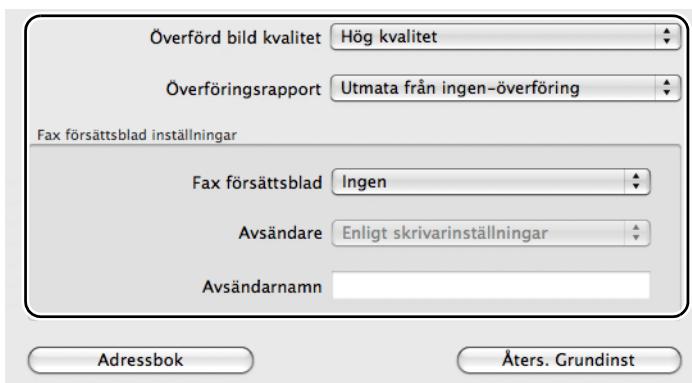 Överförd bild kvalitet Hög kvalitet
Överföringsrapport Utmata från ingen-överföring
Fax försättsblad inställningar
Fax försättsblad Ingen
Avsändare Enligt skrivarinställningar
Avsändarnamn
Adressbok Åters. Grundinst